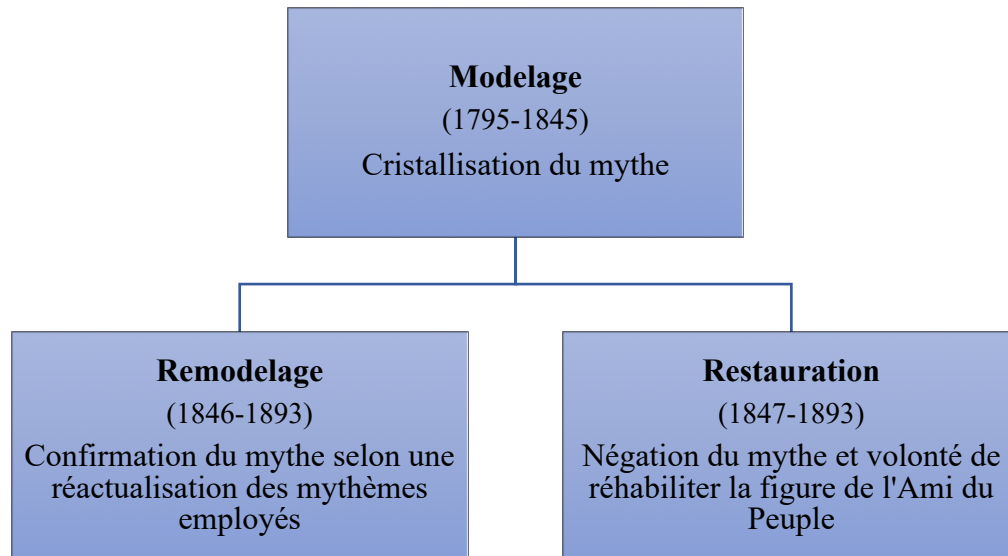 Modelage
(1795-1845)
Cristallisation du mythe
Remodelage
(1846-1893)
Confirmation du mythe selon une
réactualisation des mythèmes
employés
Restauration
(1847-1893)
Négation du mythe et volonté de
réhabiliter la figure de l'Ami du
Peuple